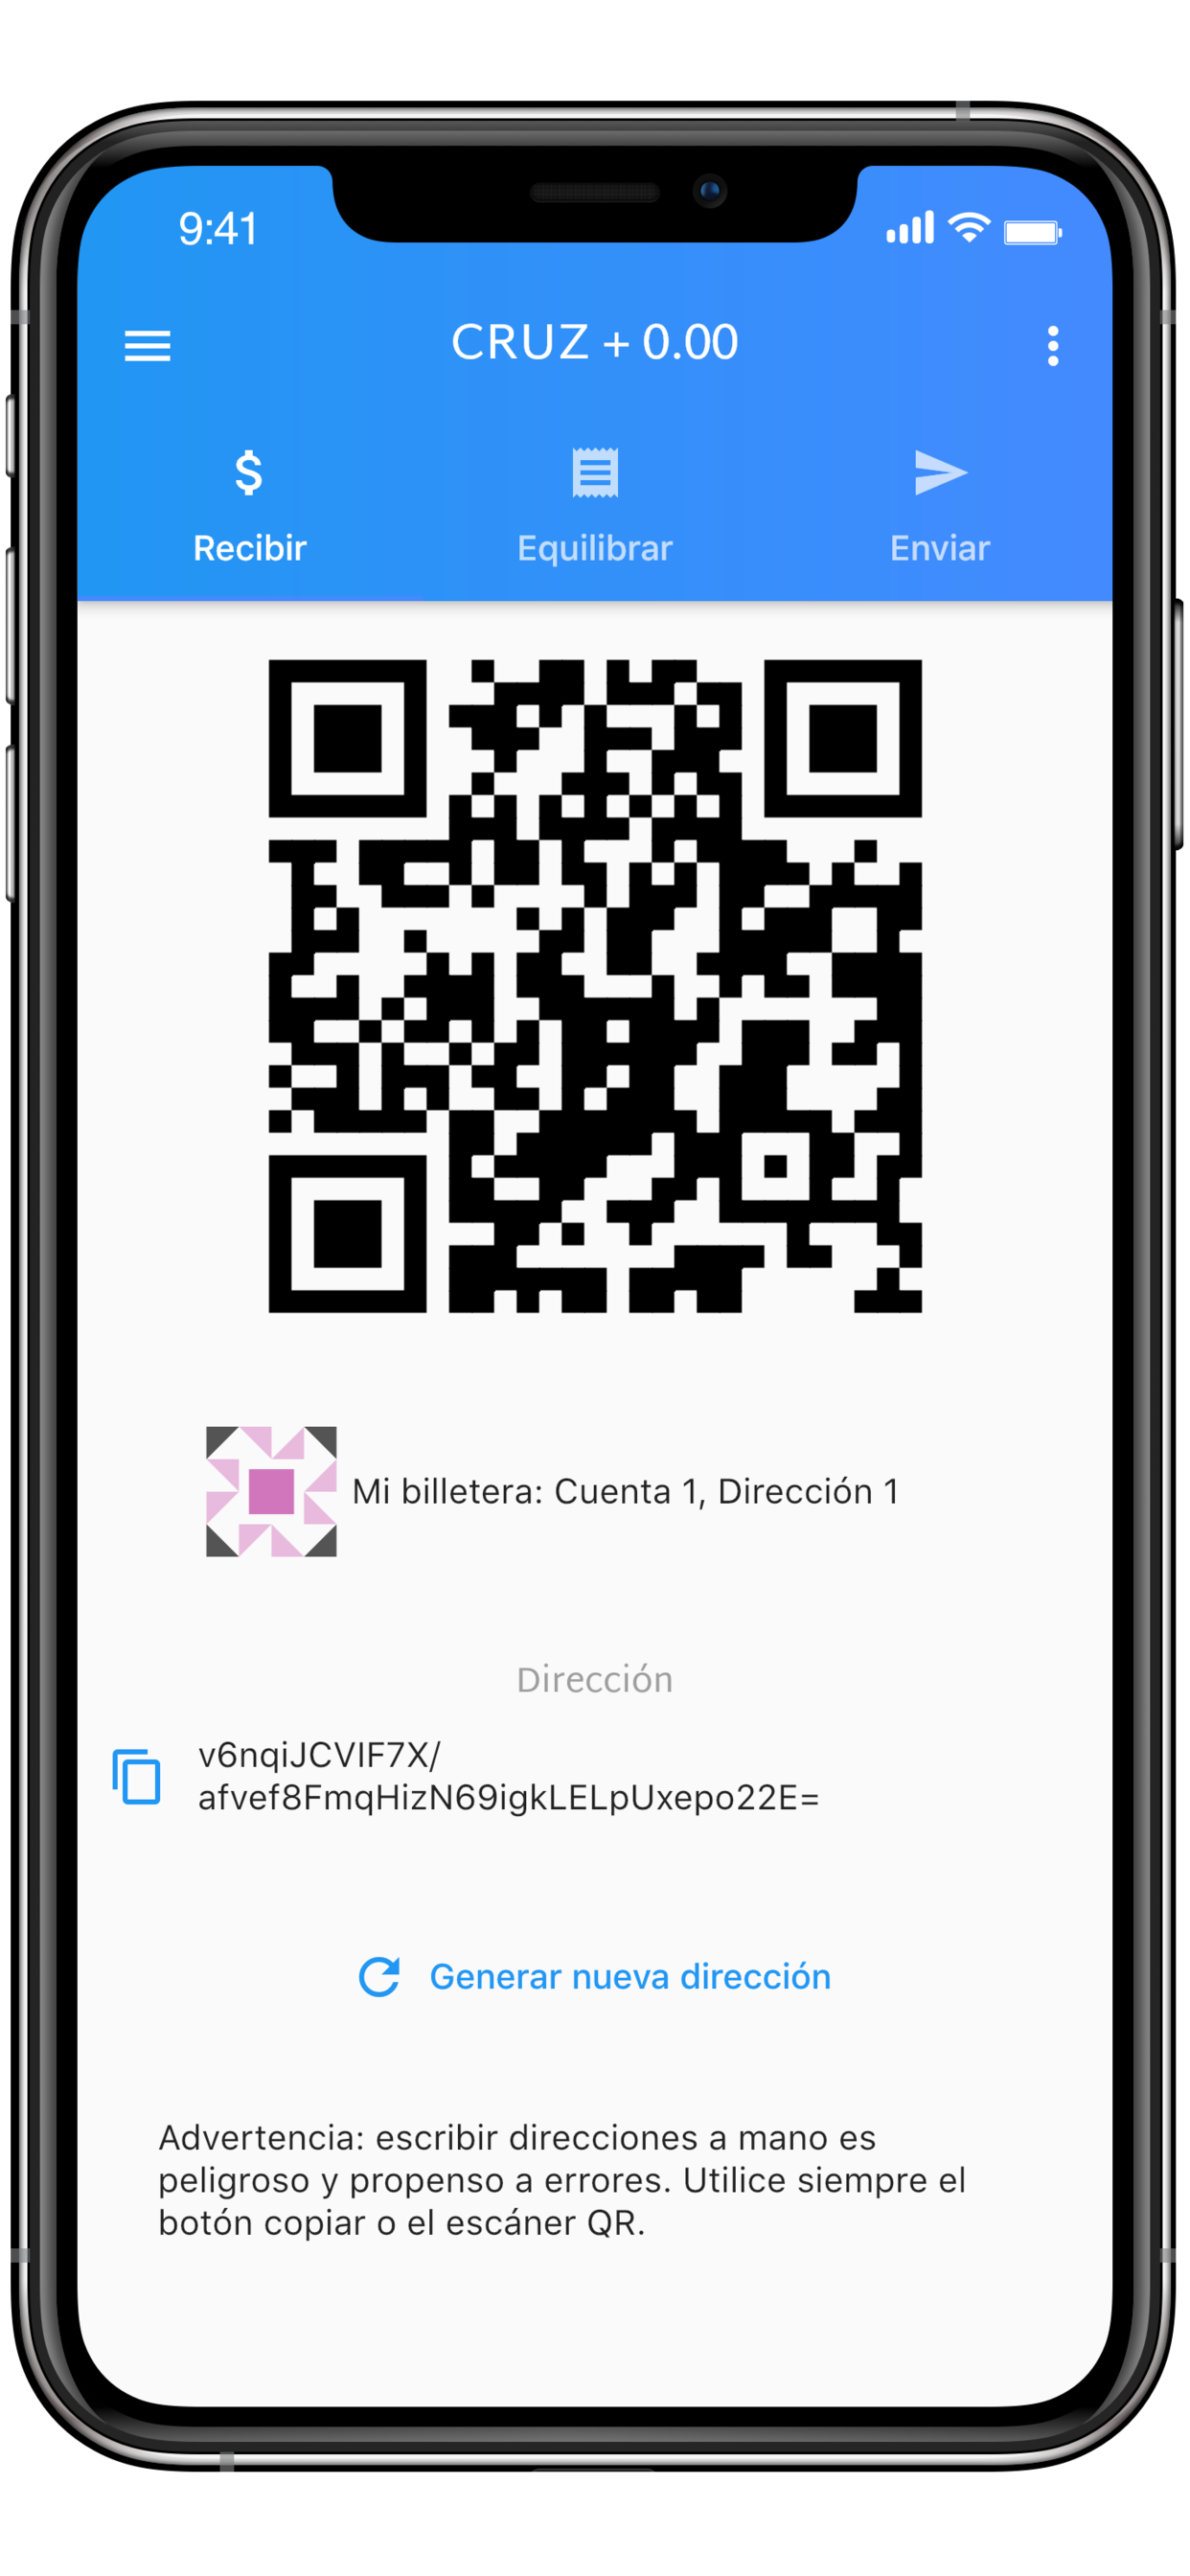 9:41
CRUZ + 0.00
Recibir
Equilibrar
Enviar
Mi billetera: Cuenta 1, Dirección 1
Dirección
v6nqiJCVIF7X/
afvef8FmqHizN69igkLELpUxepo22E=
Generar nueva dirección
Advertencia: escribir direcciones a mano es
peligroso y propenso a errores. Utilice siempre el
botón copiar o el escáner QR.